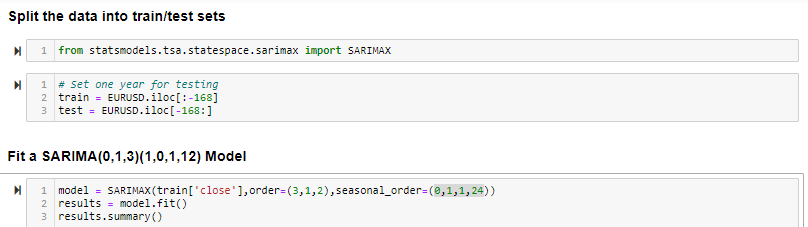 Split the data into train/test sets
1 from statsmodels.tsa.statespace.sarimax import SARIMAX
1 # Set one year for testing
2 train = EURUSD.iloc[:-168]
3 test = EURUSD.iloc[-168:]
Fit a SARIMA(0,1,3)(1,0,1,12) Model
1 model = SARIMAX(train['close'],order=(3,1,2),seasonal_order=(0,1,1,24))
2 results = model.fit()
3 results.summary()